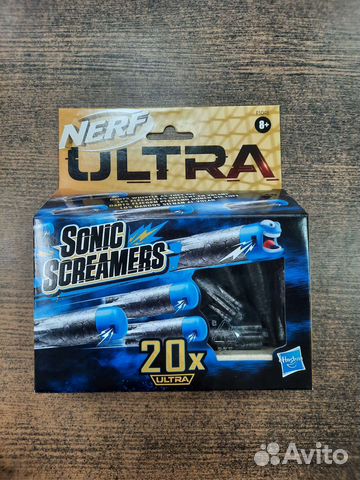 NERF
8+
ULTRA
SONIC
SCREAMERS
20x
ULTRA
Hasbro
Avito